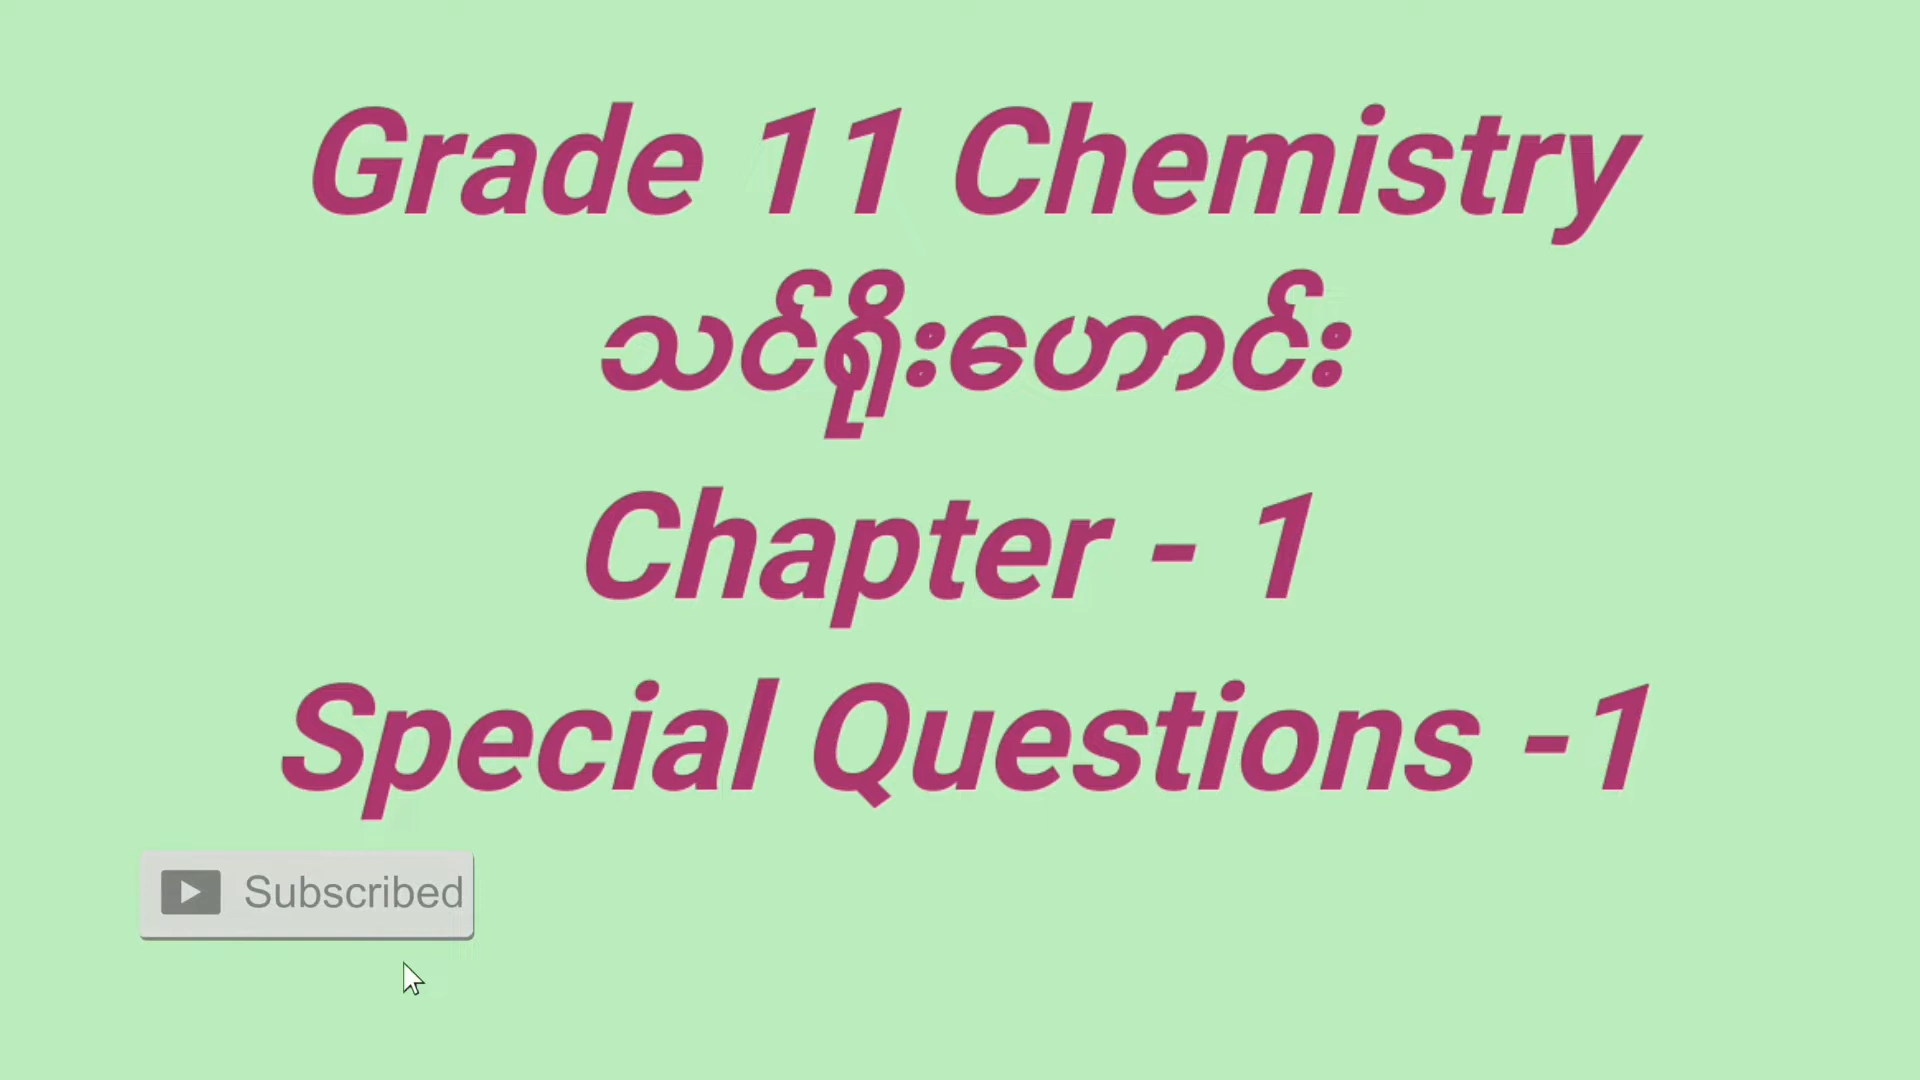 Grade 11 Chemistry
သင်ရိုးဟောင်း
Chapter - 1
Special Questions -1
Subscribed